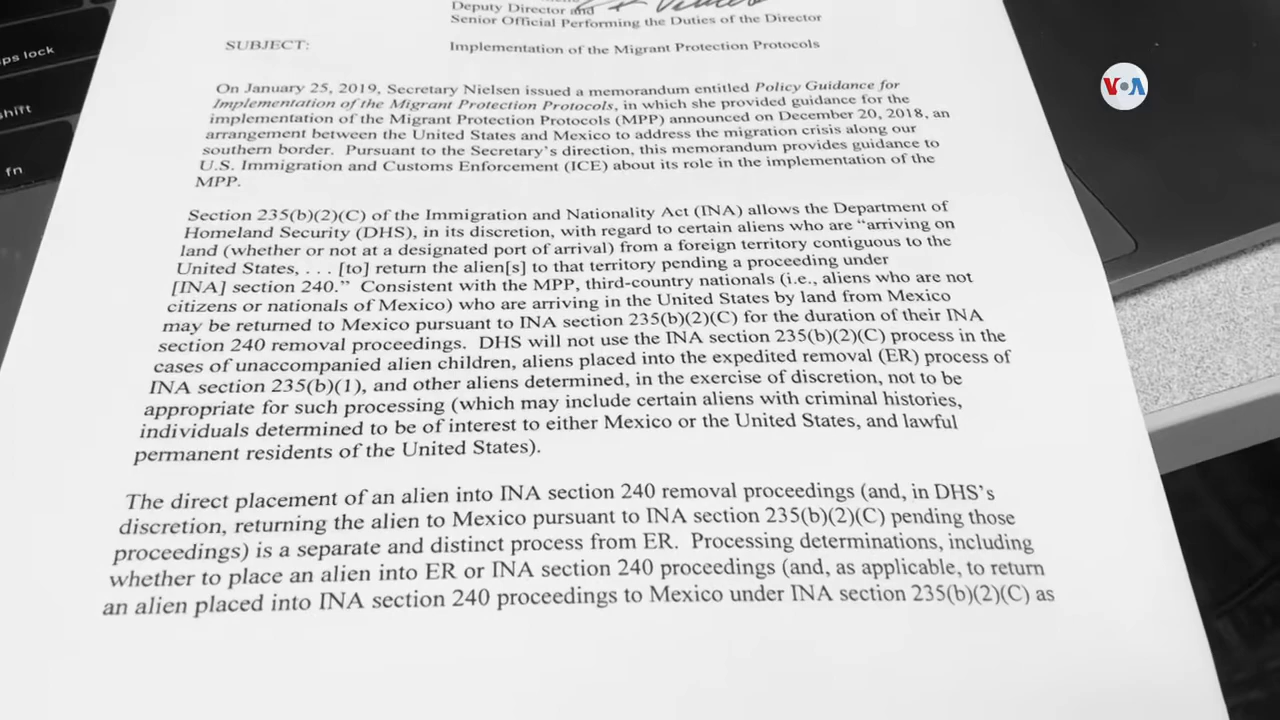 Deputy Director and
Senior Official Performing the Duties of the Director
SUBJECT: Implementation of the Migrant Protection Protocols
On January 25, 2019, Secretary Nielsen issued a memorandum entitled Policy Guidance for
Implementation of the Migrant Protection Protocols, in which she provided guidance for the
implementation of the Migrant Protection Protocols (MPP) announced on December 20, 2018, an
arrangement between the United States and Mexico to address the migration crisis along our
southern border. Pursuant to the Secretary's direction, this memorandum provides guidance to
U.S. Immigration and Customs Enforcement (ICE) about its role in the implementation of the
MPP.
Section 235(b)(2)(C) of the Immigration and Nationality Act (INA) allows the Department of
Homeland Security (DHS), in its discretion, with regard to certain aliens who are “arriving on
land (whether or not at a designated port of arrival) from a foreign territory contiguous to the
United States, . . . [to] return the alien[s] to that territory pending a proceeding under
[INA] section 240.” Consistent with the MPP, third-country nationals (i.e., aliens who are not
citizens or nationals of Mexico) who are arriving in the United States by land from Mexico
may be returned to Mexico pursuant to INA section 235(b)(2)(C) for the duration of their INA
section 240 removal proceedings. DHS will not use the INA section 235(b)(2)(C) process in the
cases of unaccompanied alien children, aliens placed into the expedited removal (ER) process of
INA section 235(b)(1), and other aliens determined, in the exercise of discretion, not to be
appropriate for such processing (which may include certain aliens with criminal histories,
individuals determined to be of interest to either Mexico or the United States, and lawful
permanent residents of the United States).
The direct placement of an alien into INA section 240 removal proceedings (and, in DHS's
discretion, returning the alien to Mexico pursuant to INA section 235(b)(2)(C) pending those
proceedings) is a separate and distinct process from ER. Processing determinations, including
whether to place an alien into ER or INA section 240 proceedings (and, as applicable, to return
an alien placed into INA section 240 proceedings to Mexico under INA section 235(b)(2)(C) as
VOA
ps lock
shift
fn